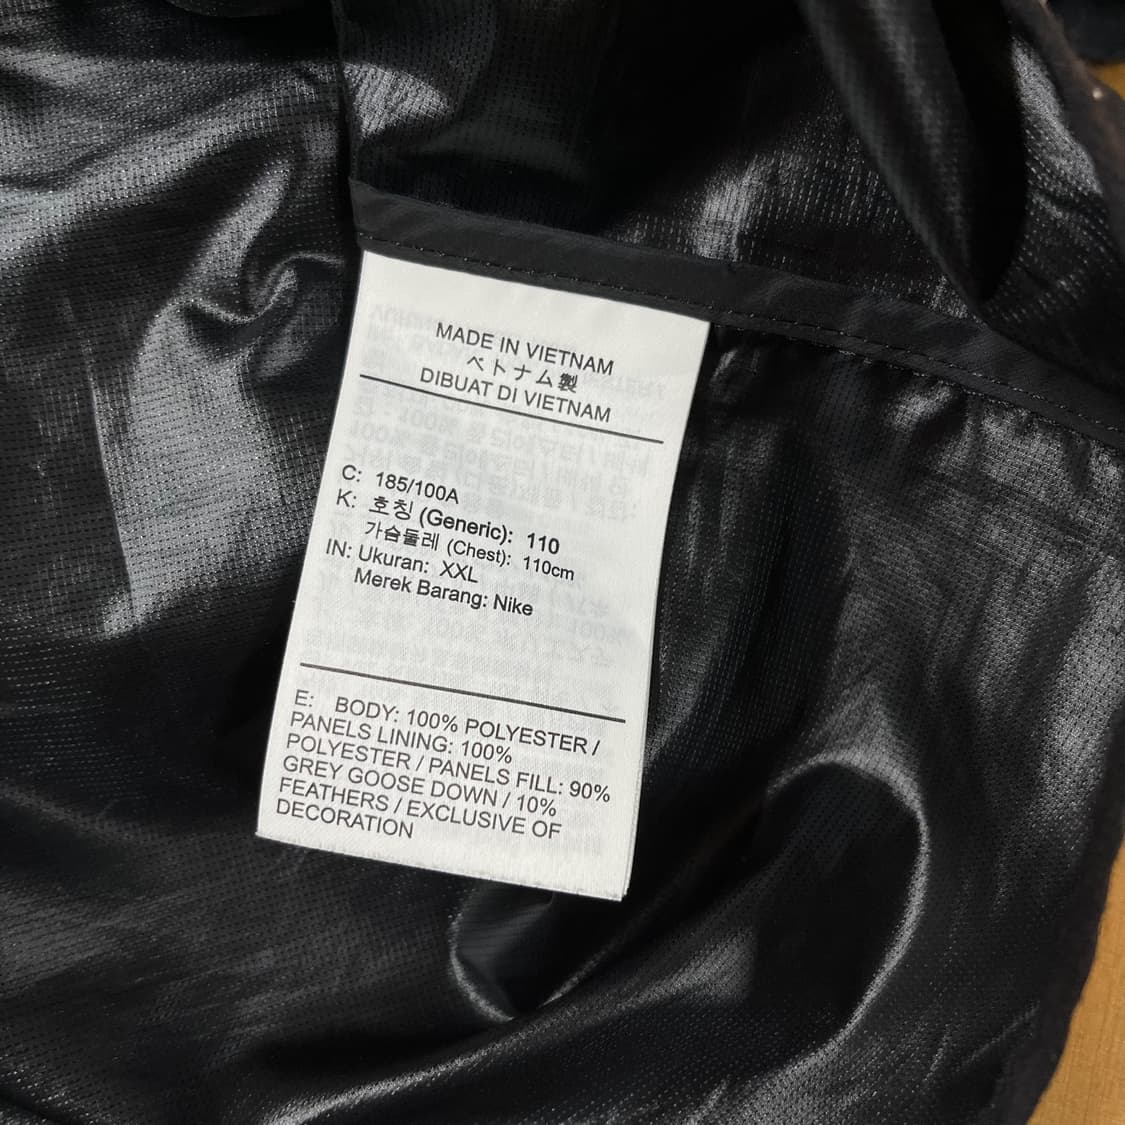 MADE IN VIETNAM
ベトナム製
DIBUAT DI VIETNAM
C: 185/100A
K: 호칭 (Generic): 110
가슴둘레 (Chest): 110cm
IN: Ukuran: XXL
Merek Barang: Nike
E: BODY: 100% POLYESTER /
PANELS LINING: 100%
POLYESTER / PANELS FILL: 90%
GREY GOOSE DOWN / 10%
FEATHERS / EXCLUSIVE OF
DECORATION